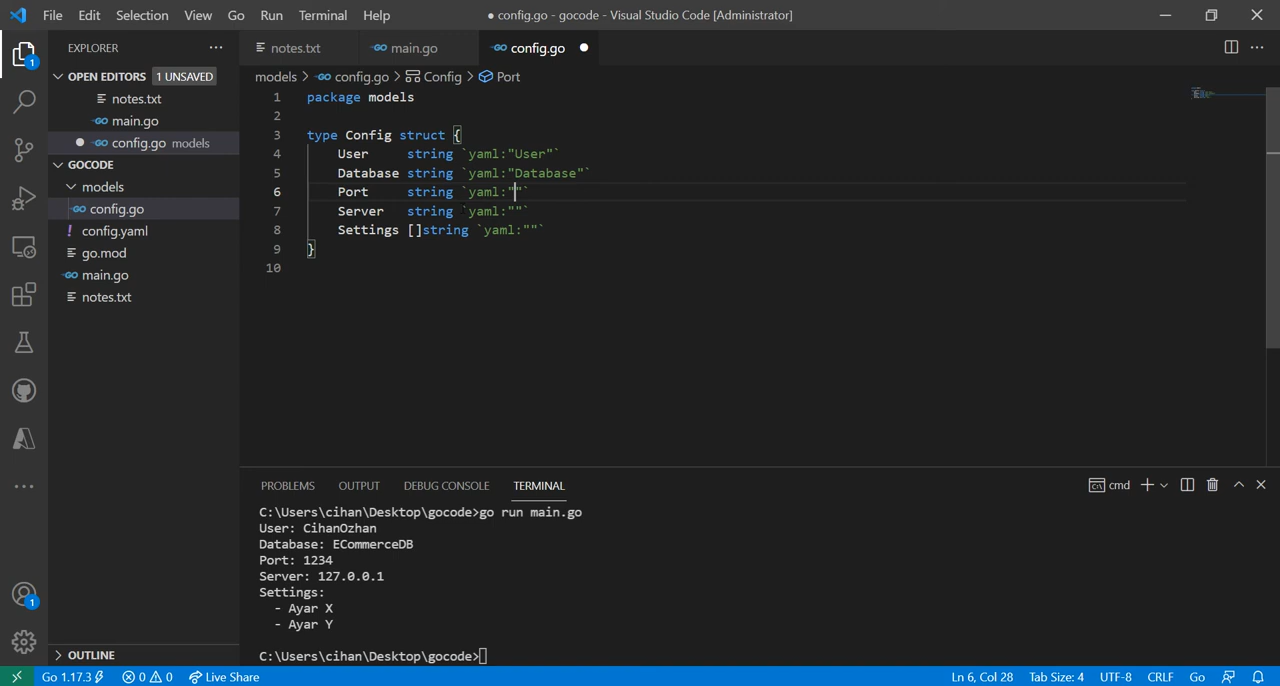 File Edit Selection View Go Run Terminal Help ● config.go - gocode - Visual Studio Code [Administrator]
EXPLORER ···
1
notes.txt
main.go
config.go ●
OPEN EDITORS 1 UNSAVED
notes.txt
main.go
● config.go models
GOCODE
models
config.go
! config.yaml
go.mod
main.go
notes.txt
OUTLINE
1
models > config.go > Config > Port
1 package models
2
3 type Config struct {
4 User string `yaml:"User"`
5 Database string `yaml:"Database"`
6 Port string `yaml:""`
7 Server string `yaml:""`
8 Settings []string `yaml:""`
9 }
10
PROBLEMS OUTPUT DEBUG CONSOLE TERMINAL cmd
C:\Users\cihan\Desktop\gocode>go run main.go
User: CihanOzhan
Database: ECommerceDB
Port: 1234
Server: 127.0.0.1
Settings:
- Ayar X
- Ayar Y
C:\Users\cihan\Desktop\gocode>
Go 1.17.3 0 0 Live Share Ln 6, Col 28 Tab Size: 4 UTF-8 CRLF Go